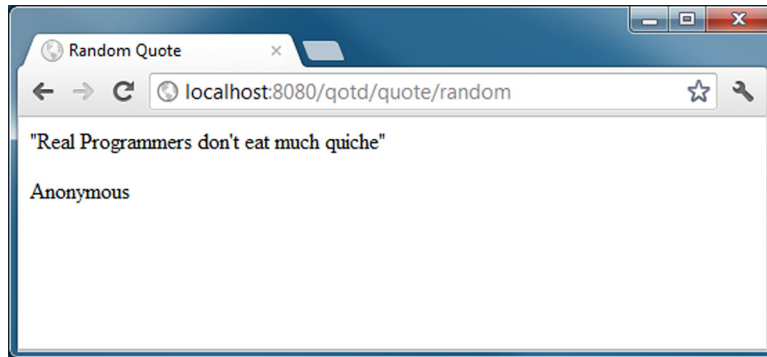 Random Quote
localhost:8080/qotd/quote/random
"Real Programmers don't eat much quiche"
Anonymous